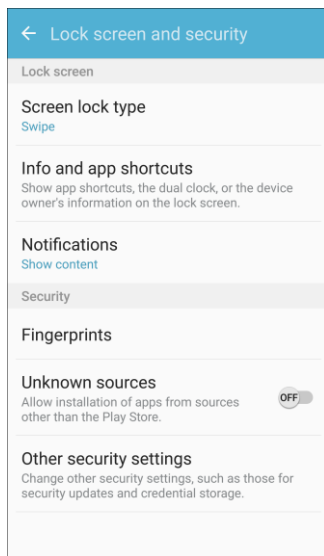 Lock screen and security
Lock screen
Screen lock type
Swipe
Info and app shortcuts
Show app shortcuts, the dual clock, or the device
owner's information on the lock screen.
Notifications
Show content
Security
Fingerprints
Unknown sources
Allow installation of apps from sources
other than the Play Store.
OFF
Other security settings
Change other security settings, such as those for
security updates and credential storage.